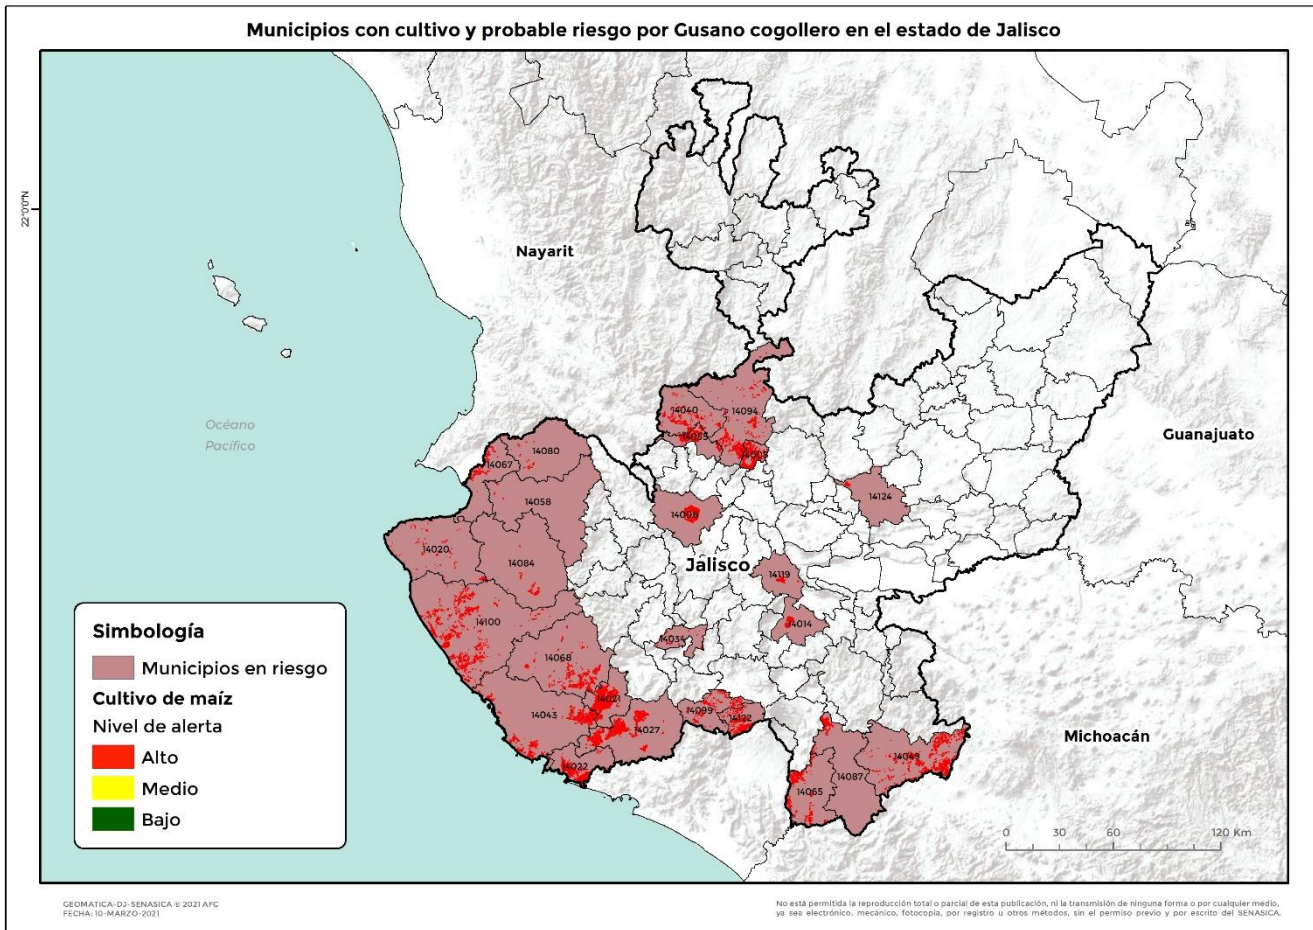 Municipios con cultivo y probable riesgo por Gusano cogollero en el estado de Jalisco
22°0'0"N
Nayarit
Océano
Pacífico
Guanajuato
14040
14094
14005
14080
14067
14124
14058
14006
14020
14084
Jalisco
14119
14100
14014
14034
14068
14021
14043
14027
14099
14122
Michoacán
14049
14022
14087
14065
Simbología
Municipios en riesgo
Cultivo de maíz
Nivel de alerta
Alto
Medio
Bajo
0 30 60 120 Km
GEOMATICA-DJ-SENASICA © 2021 AFC
FECHA: 10-MARZO-2021
No está permitida la reproducción total o parcial de esta publicación, ni la transmisión de ninguna forma o por cualquier medio,
ya sea electrónico, mecánico, fotocopia, por registro u otros métodos, sin el permiso previo y por escrito del SENASICA.